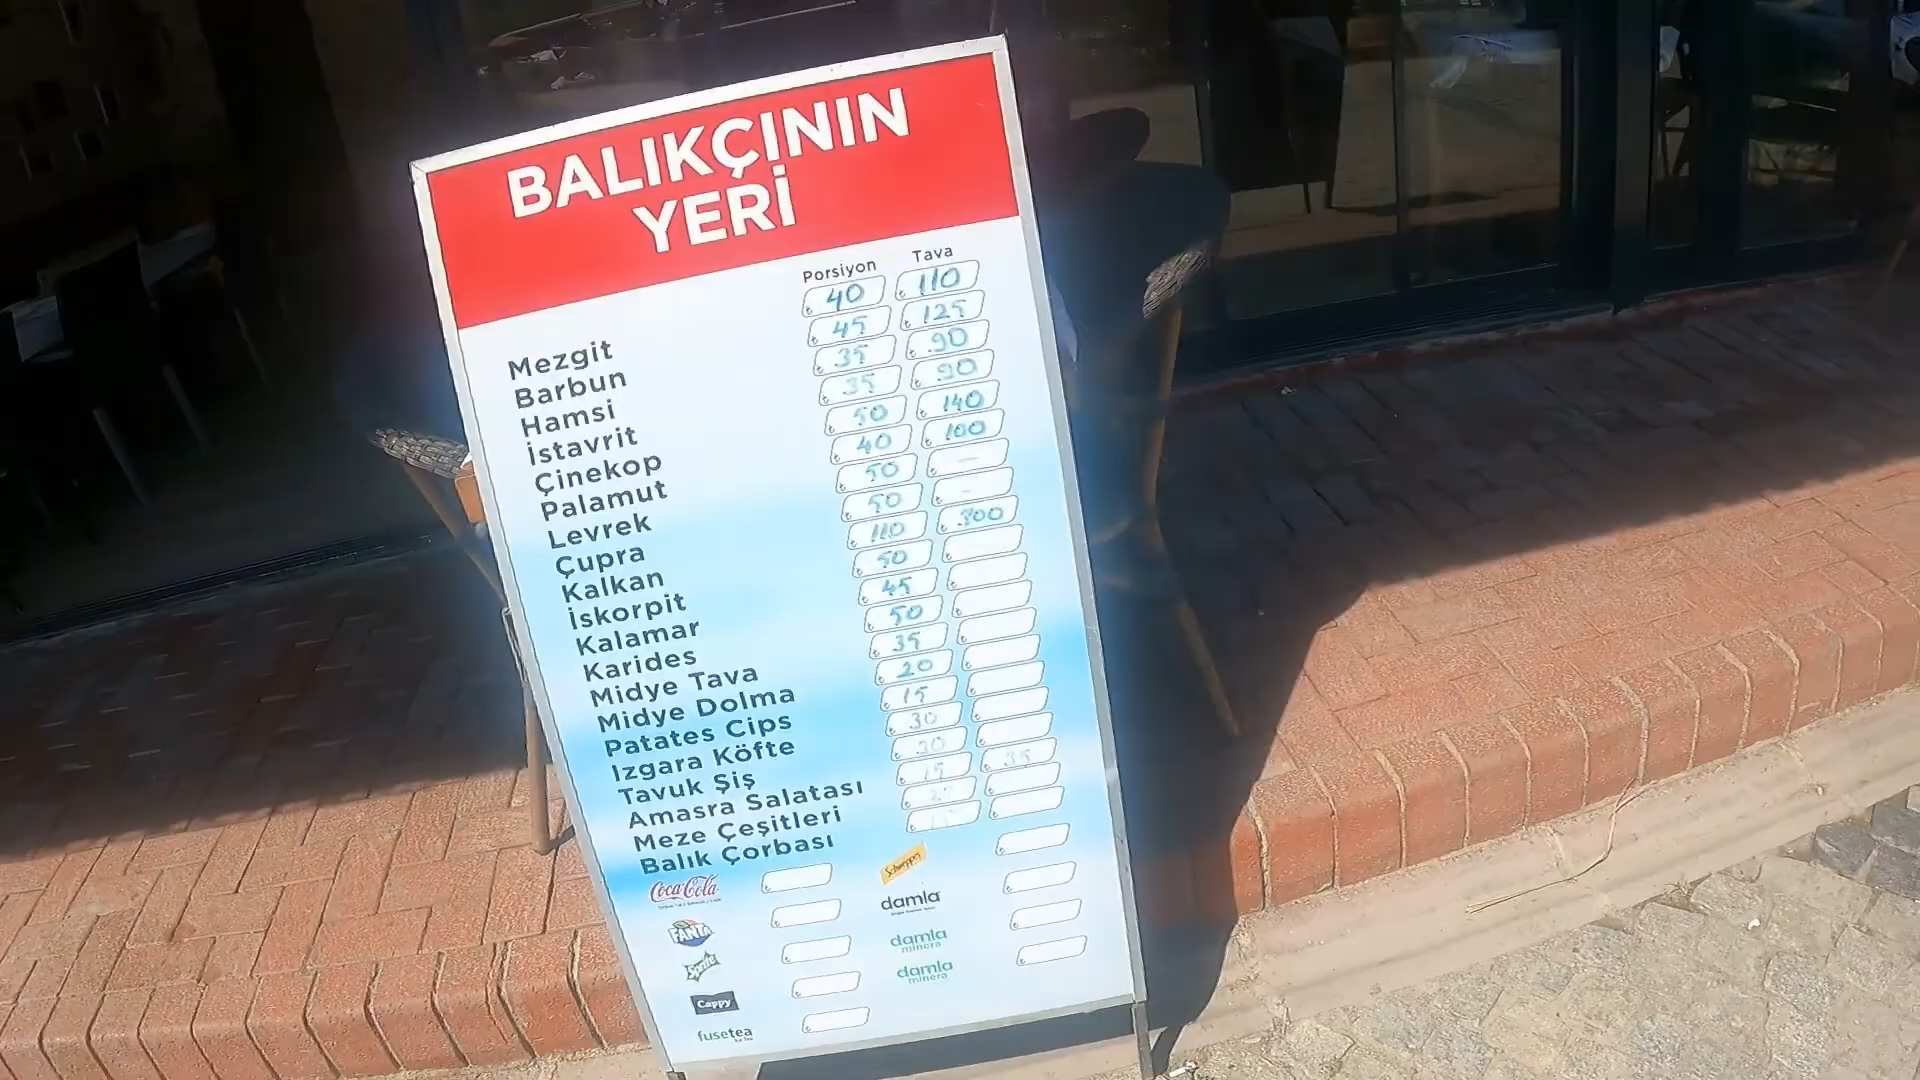 BALIKÇININ
YERİ
Porsiyon Tava
Mezgit 40 110
Barbun 45 125
Hamsi 35 90
İstavrit 35 90
Çinekop 50 140
Palamut 40 100
Levrek 50 —
Çupra 50 —
Kalkan 110 300
İskorpit 50
Kalamar 45
Karides 50
Midye Tava 35
Midye Dolma 20
Patates Cips 15
Izgara Köfte 30
Tavuk Şiş 30
Amasra Salatası 15 35
Meze Çeşitleri
Balık Çorbası
Coca-Cola Schweppes
FANTA damla
Sprite damla minera
Cappy damla minera
fusetea